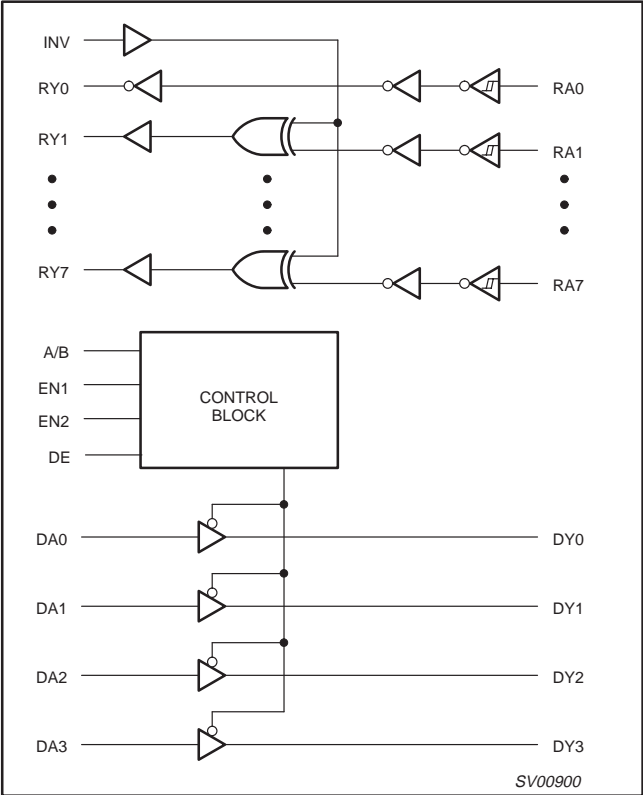 INV
RY0 RA0
RY1 RA1
RY7 RA7
A/B
EN1
EN2
DE
CONTROL
BLOCK
DA0 DY0
DA1 DY1
DA2 DY2
DA3 DY3
SV00900